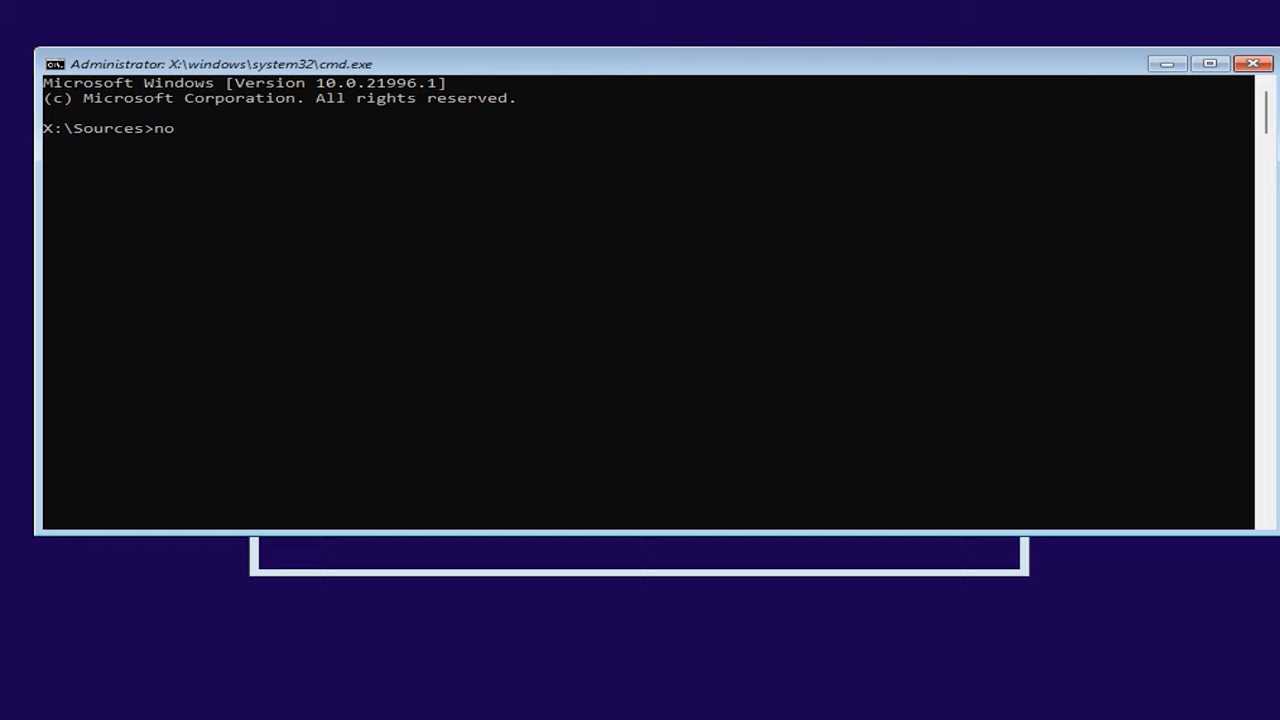 Administrator: X:\windows\system32\cmd.exe
Microsoft Windows [Version 10.0.21996.1]
(c) Microsoft Corporation. All rights reserved.
X:\Sources>no